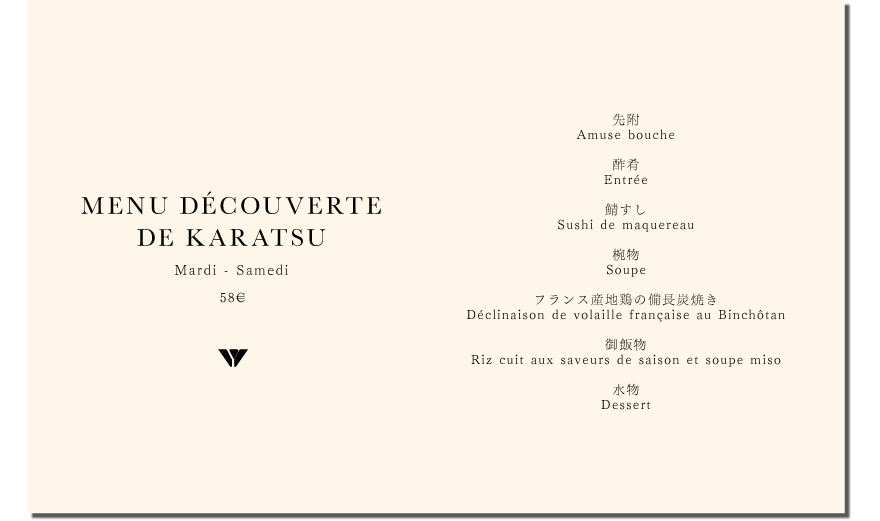 MENU DÉCOUVERTE
DE KARATSU
Mardi - Samedi
58€
先附
Amuse bouche
酢肴
Entrée
鯖すし
Sushi de maquereau
椀物
Soupe
フランス産地鶏の備長炭焼き
Déclinaison de volaille française au Binchôtan
御飯物
Riz cuit aux saveurs de saison et soupe miso
水物
Dessert